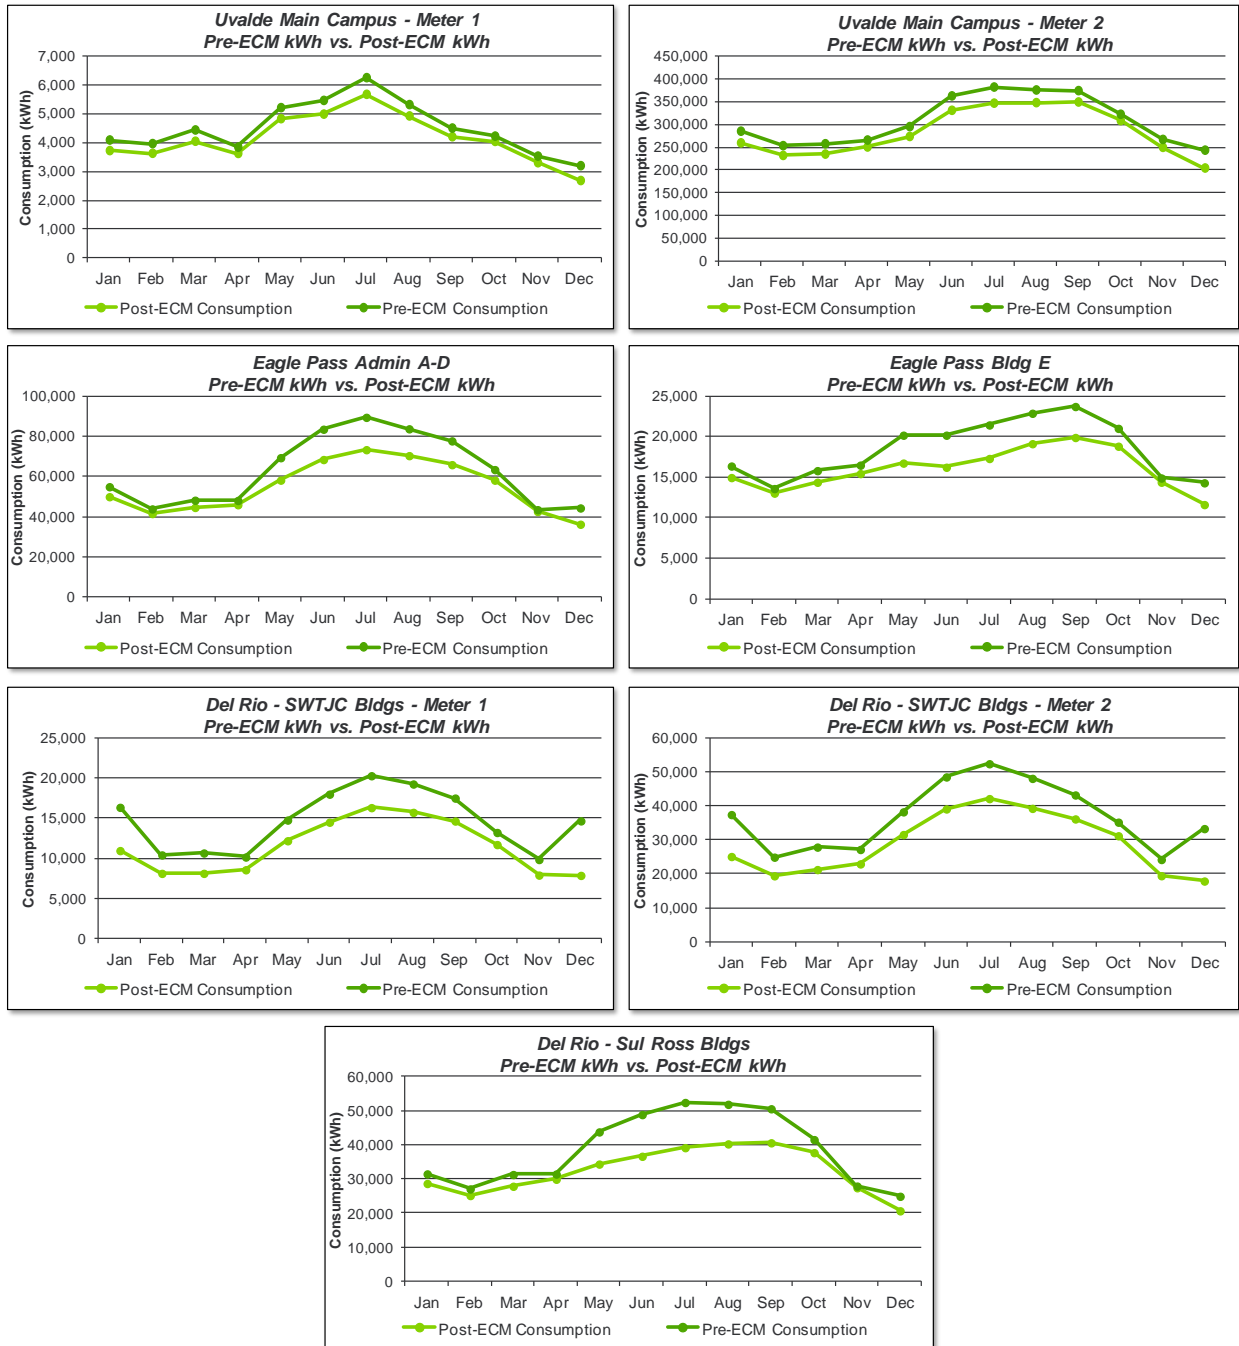 Uvalde Main Campus - Meter 1
Pre-ECM kWh vs. Post-ECM kWh
Consumption (kWh)
7,000
6,000
5,000
4,000
3,000
2,000
1,000
0
Jan Feb Mar Apr May Jun Jul Aug Sep Oct Nov Dec
Post-ECM Consumption Pre-ECM Consumption
Uvalde Main Campus - Meter 2
Pre-ECM kWh vs. Post-ECM kWh
Consumption (kWh)
450,000
400,000
350,000
300,000
250,000
200,000
150,000
100,000
50,000
0
Jan Feb Mar Apr May Jun Jul Aug Sep Oct Nov Dec
Post-ECM Consumption Pre-ECM Consumption
Eagle Pass Admin A-D
Pre-ECM kWh vs. Post-ECM kWh
Consumption (kWh)
100,000
80,000
60,000
40,000
20,000
0
Jan Feb Mar Apr May Jun Jul Aug Sep Oct Nov Dec
Post-ECM Consumption Pre-ECM Consumption
Eagle Pass Bldg E
Pre-ECM kWh vs. Post-ECM kWh
Consumption (kWh)
25,000
20,000
15,000
10,000
5,000
0
Jan Feb Mar Apr May Jun Jul Aug Sep Oct Nov Dec
Post-ECM Consumption Pre-ECM Consumption
Del Rio - SWTJC Bldgs - Meter 1
Pre-ECM kWh vs. Post-ECM kWh
Consumption (kWh)
25,000
20,000
15,000
10,000
5,000
0
Jan Feb Mar Apr May Jun Jul Aug Sep Oct Nov Dec
Post-ECM Consumption Pre-ECM Consumption
Del Rio - SWTJC Bldgs - Meter 2
Pre-ECM kWh vs. Post-ECM kWh
Consumption (kWh)
60,000
50,000
40,000
30,000
20,000
10,000
0
Jan Feb Mar Apr May Jun Jul Aug Sep Oct Nov Dec
Post-ECM Consumption Pre-ECM Consumption
Del Rio - Sul Ross Bldgs
Pre-ECM kWh vs. Post-ECM kWh
Consumption (kWh)
60,000
50,000
40,000
30,000
20,000
10,000
0
Jan Feb Mar Apr May Jun Jul Aug Sep Oct Nov Dec
Post-ECM Consumption Pre-ECM Consumption